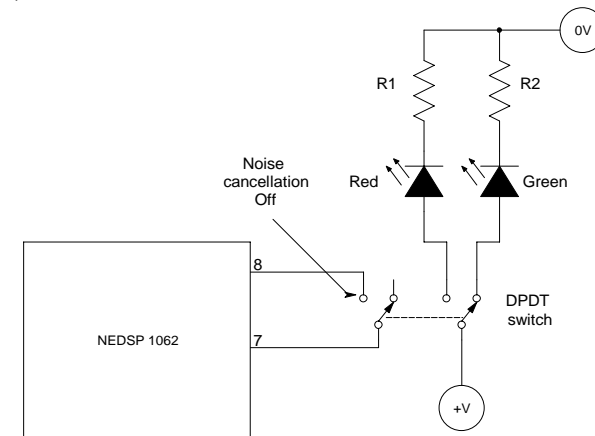 0V
R1
R2
Noise
cancellation
Off
Red
Green
8
DPDT
switch
NEDSP 1062
7
+V